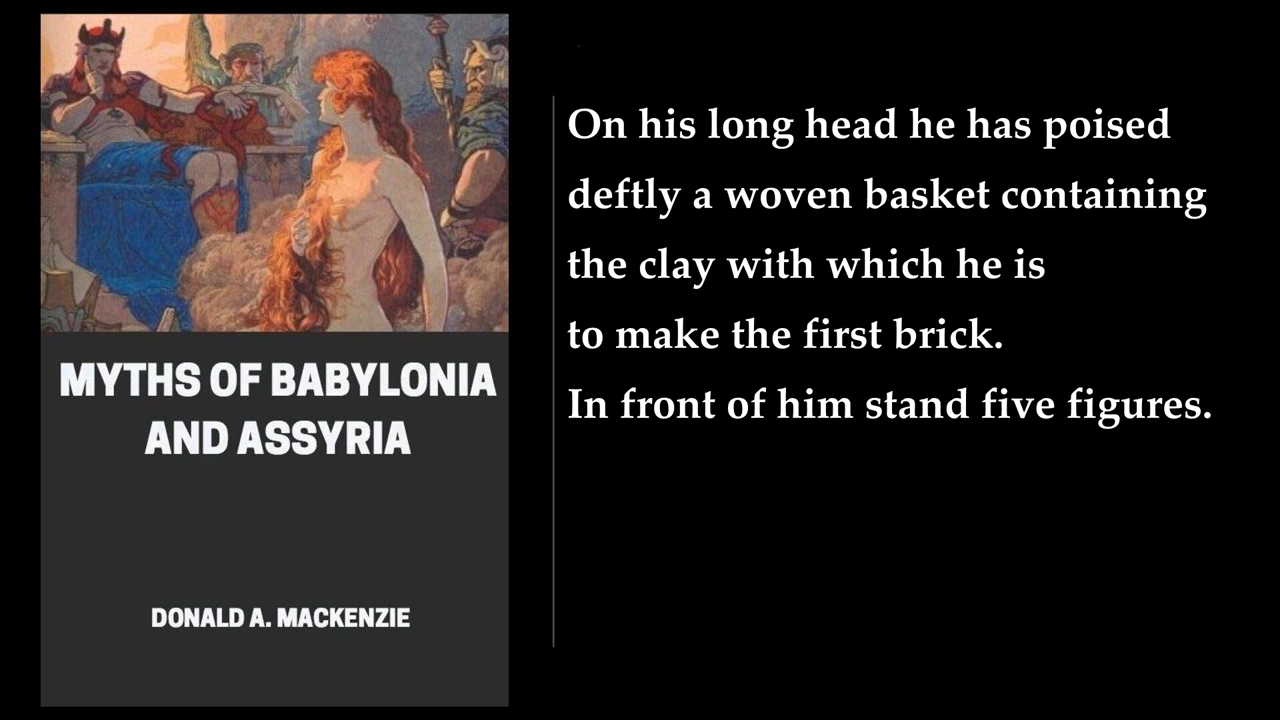 MYTHS OF BABYLONIA
AND ASSYRIA
DONALD A. MACKENZIE
On his long head he has poised
deftly a woven basket containing
the clay with which he is
to make the first brick.
In front of him stand five figures.